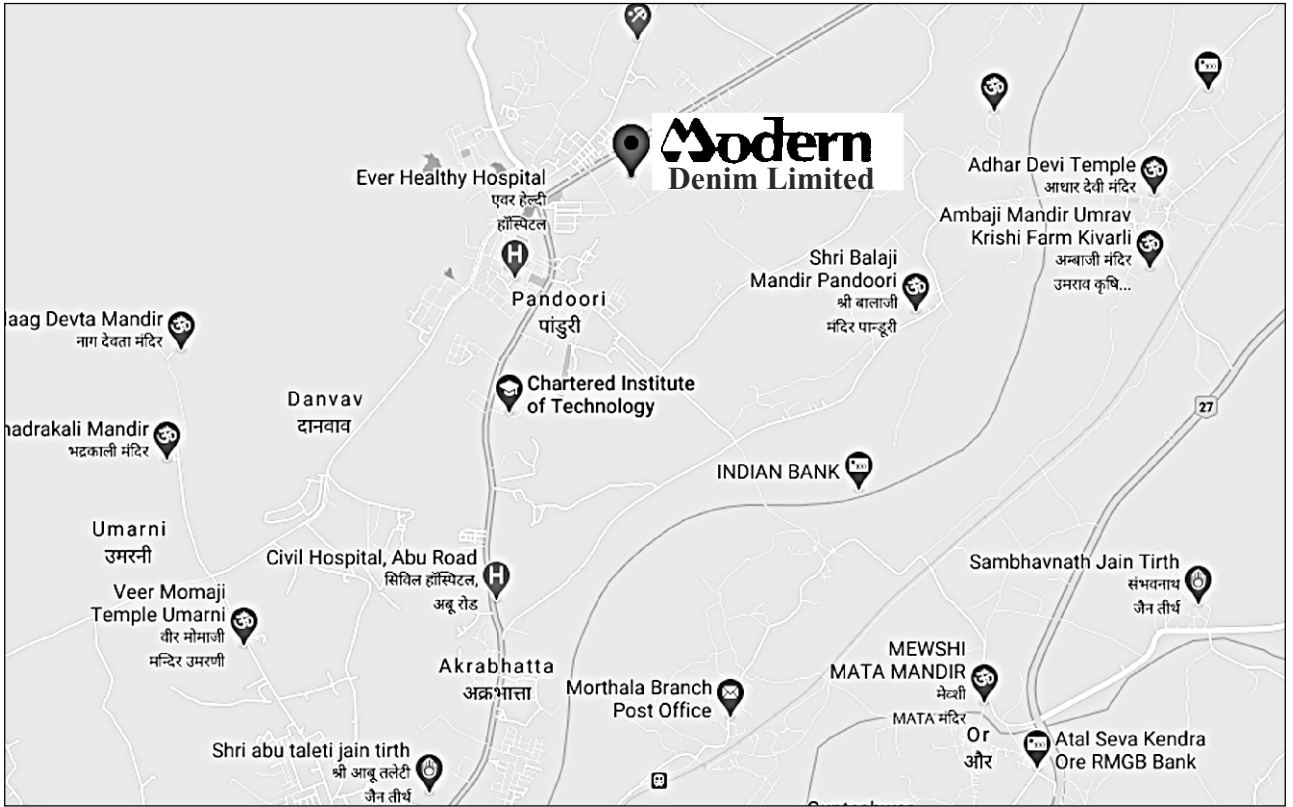 Modern
Denim Limited
Ever Healthy Hospital
एवर हेल्दी
हॉस्पिटल
Adhar Devi Temple
आधार देवी मंदिर
Ambaji Mandir Umrav
Krishi Farm Kivarli
अम्बाजी मंदिर
उमराव कृषि...
Shri Balaji
Mandir Pandoori
श्री बालाजी
मंदिर पान्डूरी
Pandoori
पांडुरी
laag Devta Mandir
नाग देवता मंदिर
Chartered Institute
of Technology
Danvav
दानवाव
27
hadrakali Mandir
भद्रकाली मंदिर
INDIAN BANK
Umarni
उमरनी
Civil Hospital, Abu Road
सिविल हॉस्पिटल,
अबू रोड
Sambhavnath Jain Tirth
संभवनाथ
जैन तीर्थ
Veer Momaji
Temple Umarni
वीर मोमाजी
मन्दिर उमरणी
MEWSHI
MATA MANDIR
मेव्शी
MATA मंदिर
Akrabhatta
अक्रभात्ता
Morthala Branch
Post Office
Or
और
Shri abu taleti jain tirth
श्री आबू तलेटी
जैन तीर्थ
Atal Seva Kendra
Ore RMGB Bank